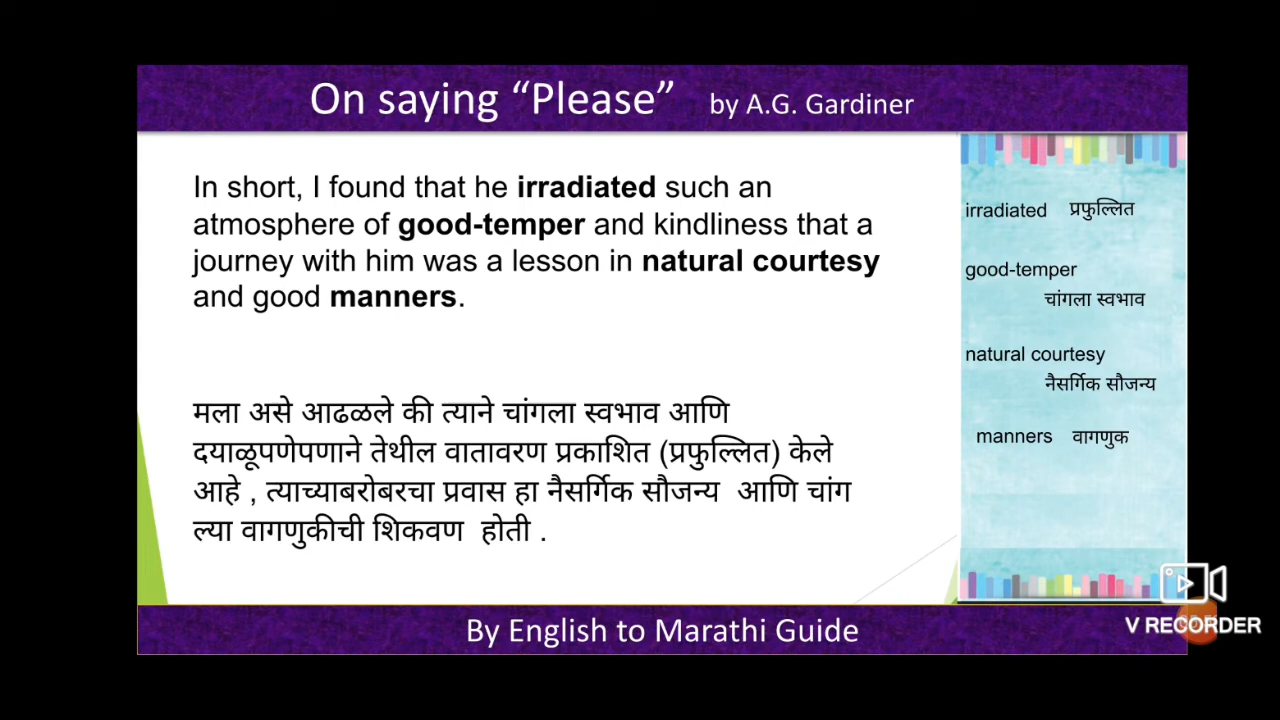 On saying “Please” by A.G. Gardiner
In short, I found that he irradiated such an
atmosphere of good-temper and kindliness that a
journey with him was a lesson in natural courtesy
and good manners.
मला असे आढळले की त्याने चांगला स्वभाव आणि
दयाळूपणेपणाने तेथील वातावरण प्रकाशित (प्रफुल्लित) केले
आहे , त्याच्याबरोबरचा प्रवास हा नैसर्गिक सौजन्य आणि चांग
ल्या वागणुकीची शिकवण होती .
irradiated प्रफुल्लित
good-temper
चांगला स्वभाव
natural courtesy
नैसर्गिक सौजन्य
manners वागणुक
By English to Marathi Guide
V RECORDER